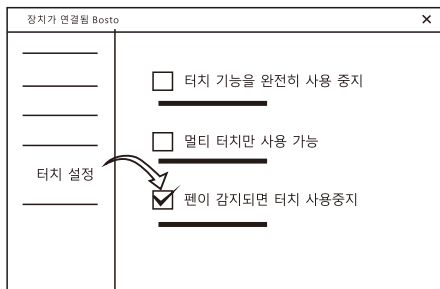 장치가 연결됨 Bosto
터치 기능을 완전히 사용 중지
멀티 터치만 사용 가능
터치 설정
펜이 감지되면 터치 사용중지